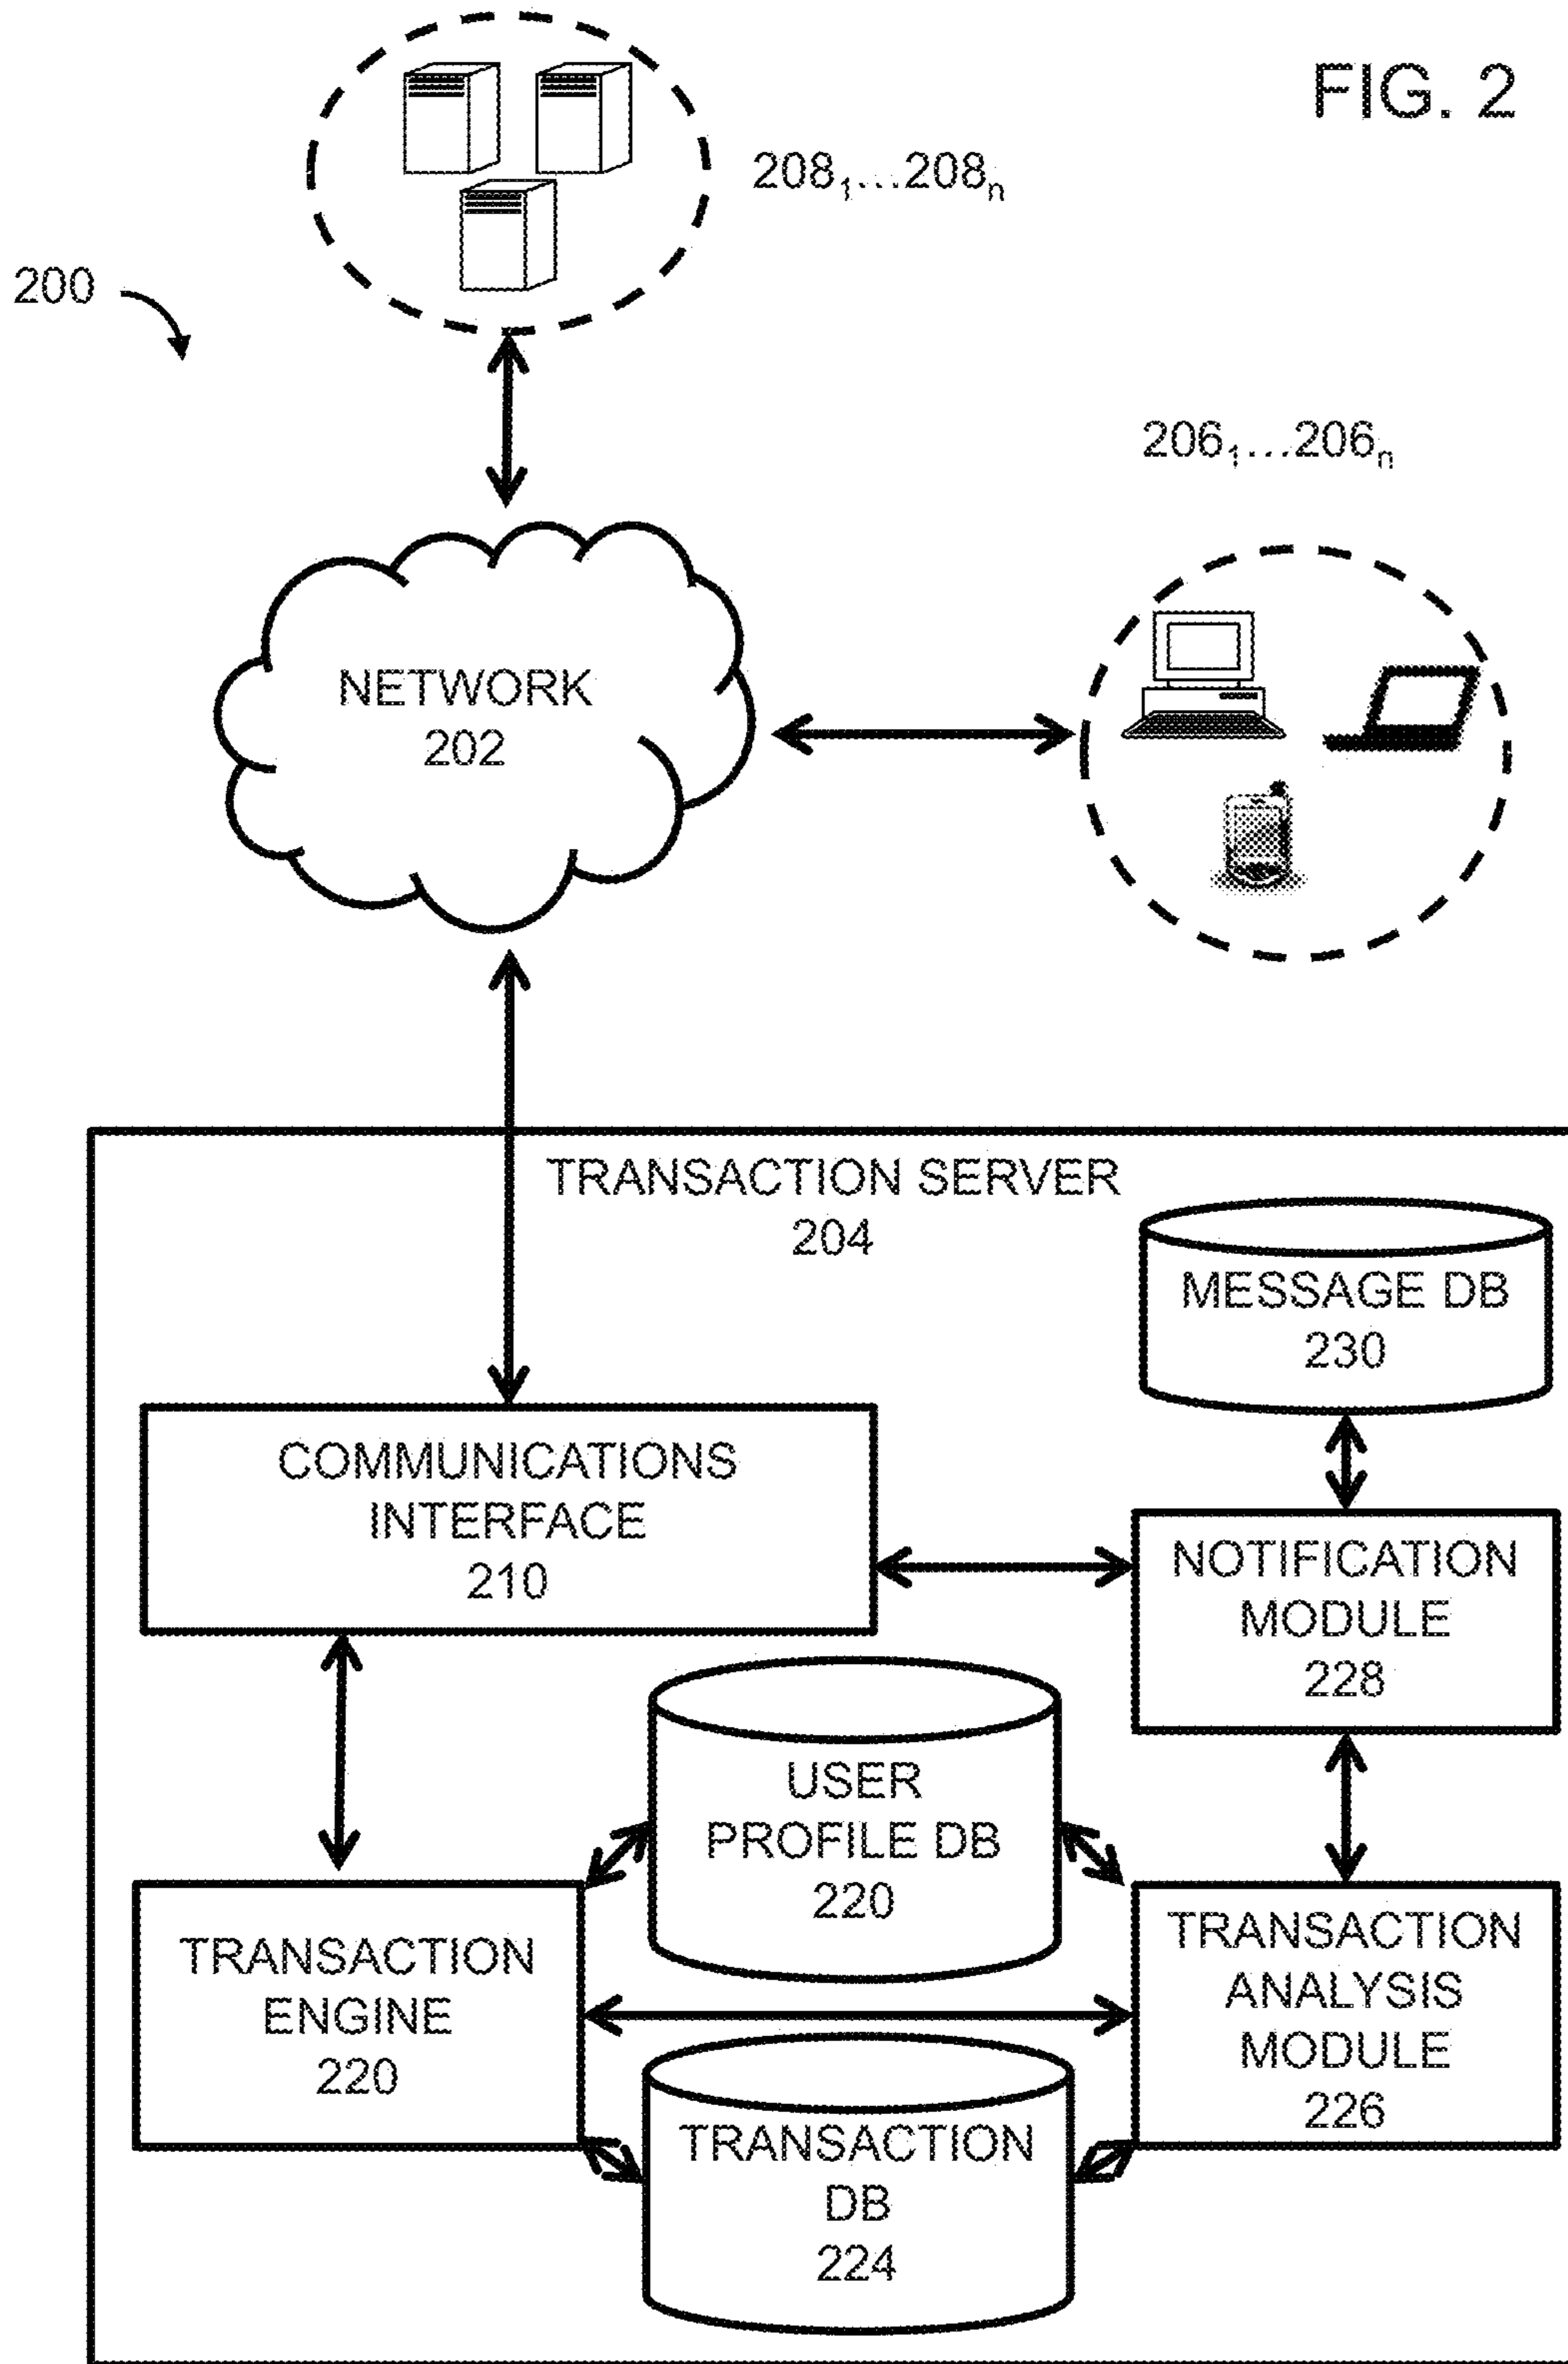 FIG. 2
208₁...208ₙ
200
206₁...206ₙ
NETWORK
202
TRANSACTION SERVER
204
MESSAGE DB
230
COMMUNICATIONS
INTERFACE
210
NOTIFICATION
MODULE
228
USER
PROFILE DB
220
TRANSACTION
ENGINE
220
TRANSACTION
ANALYSIS
MODULE
226
TRANSACTION
DB
224